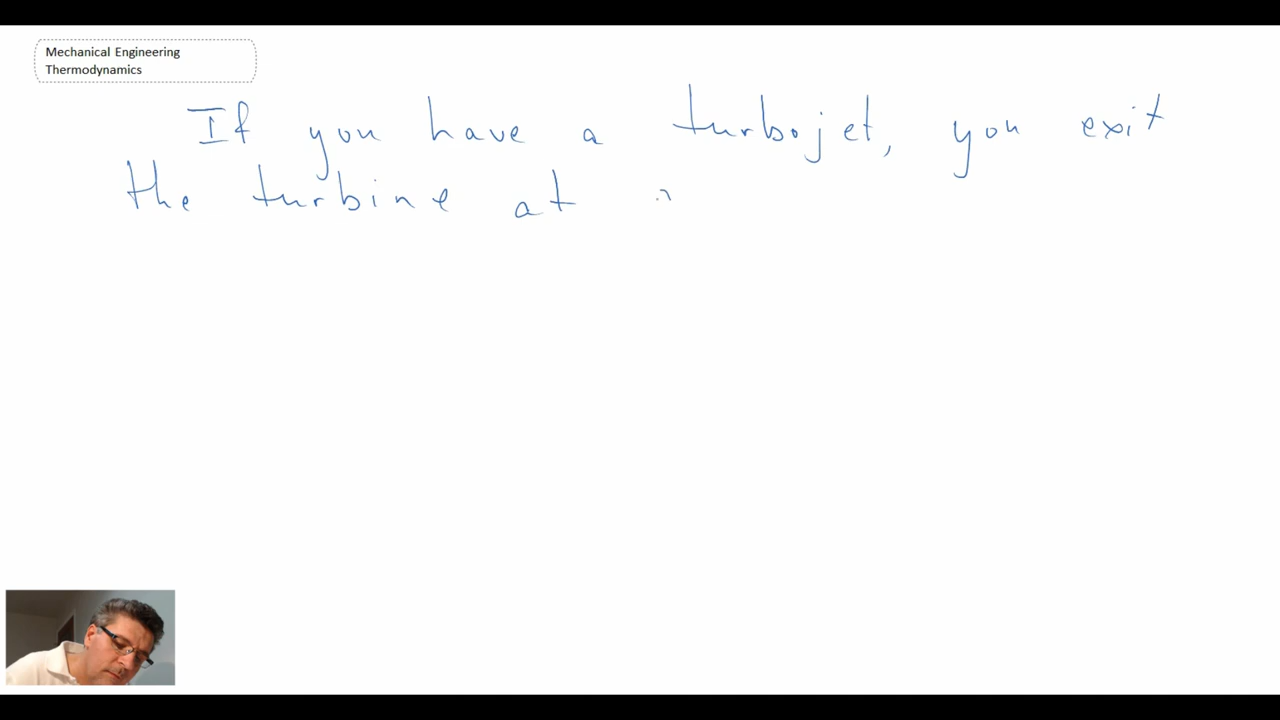 Mechanical Engineering
Thermodynamics
If you have a turbojet, you exit
the turbine at